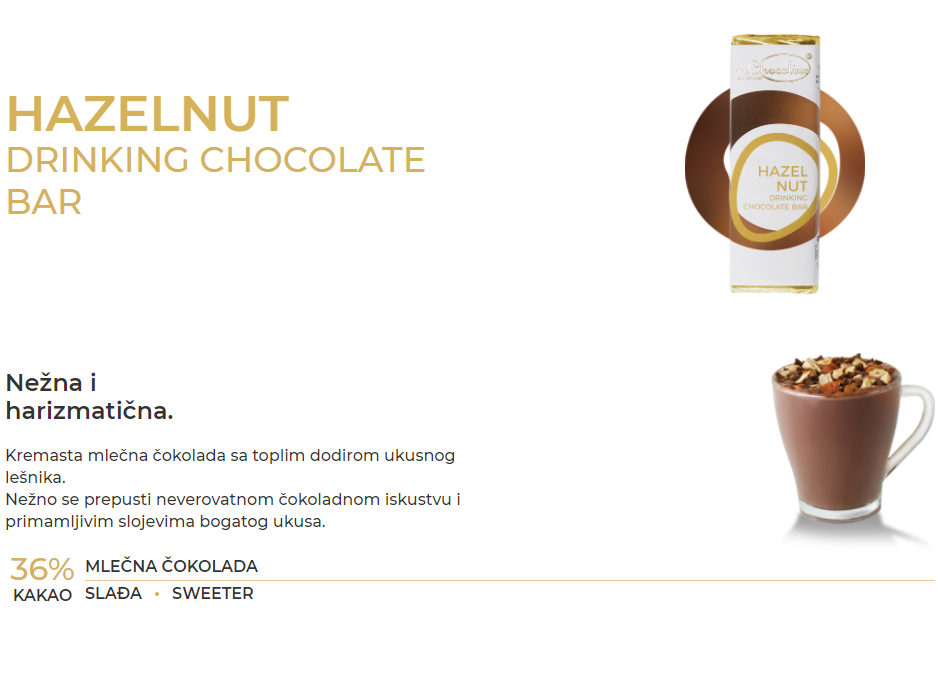 HAZELNUT
DRINKING CHOCOLATE
BAR
Chocolino
HAZEL
NUT
DRINKING
CHOCOLATE BAR
Nežna i
harizmatična.
Kremasta mlečna čokolada sa toplim dodirom ukusnog
lešnika.
Nežno se prepusti neverovatnom čokoladnom iskustvu i
primamljivim slojevima bogatog ukusa.
36% MLEČNA ČOKOLADA
KAKAO SLAĐA • SWEETER